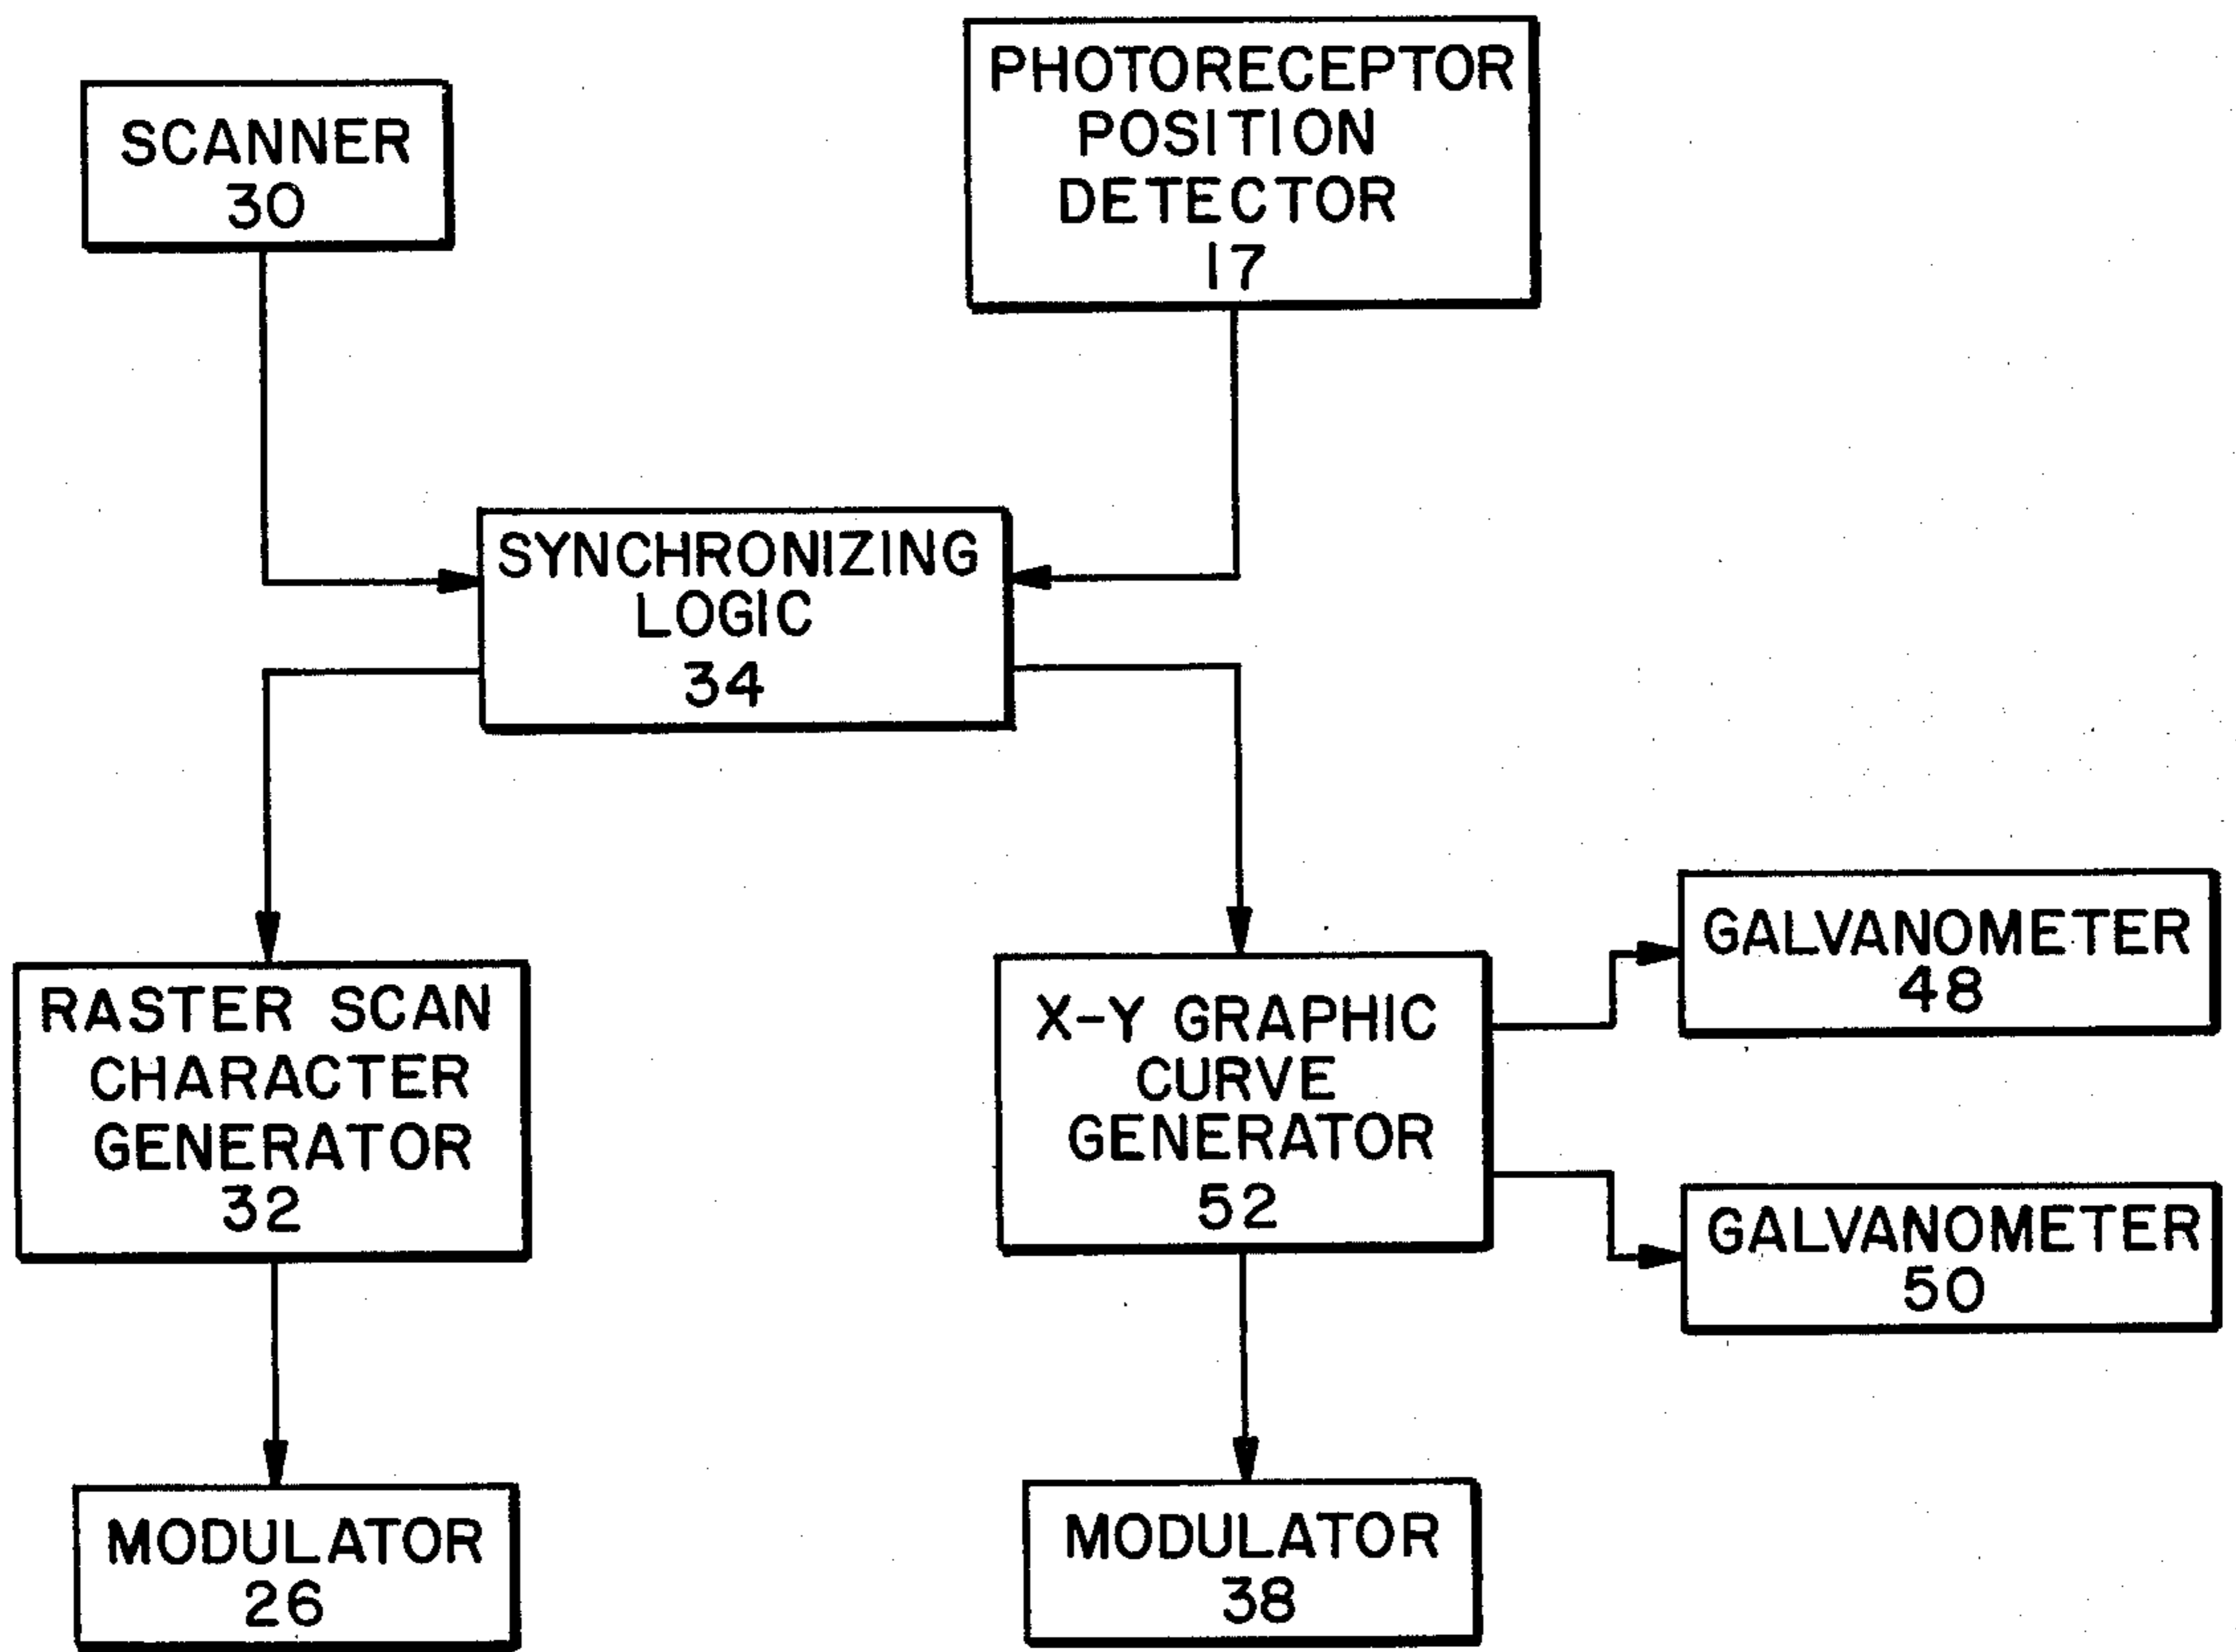 SCANNER
30
PHOTORECEPTOR
POSITION
DETECTOR
17
SYNCHRONIZING
LOGIC
34
RASTER SCAN
CHARACTER
GENERATOR
32
X-Y GRAPHIC
CURVE
GENERATOR
52
GALVANOMETER
48
GALVANOMETER
50
MODULATOR
26
MODULATOR
38